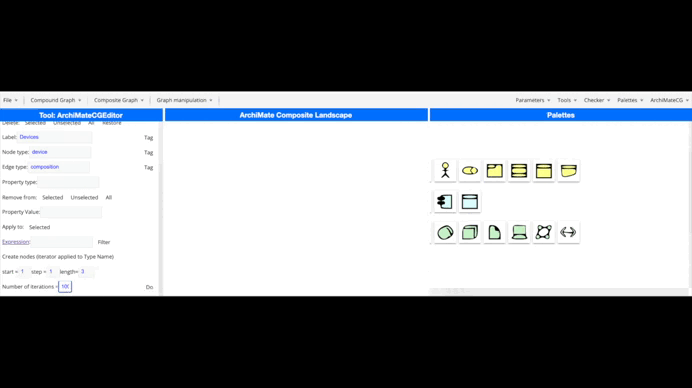 File Compound Graph Composite Graph Graph manipulation Parameters Tools Checker Palettes ArchiMateCG
Tool: ArchiMateCGEditor ArchiMate Composite Landscape Palettes
Delete: Selected Unselected All Restore
Label: Devices Tag
Node type: device Tag
Edge type: composition Tag
Property type:
Remove from: Selected Unselected All
Property Value:
Apply to: Selected
Expression: Filter
Create nodes (iterator applied to Type Name)
start = 1 step = 1 length= 3
Number of iterations = Do